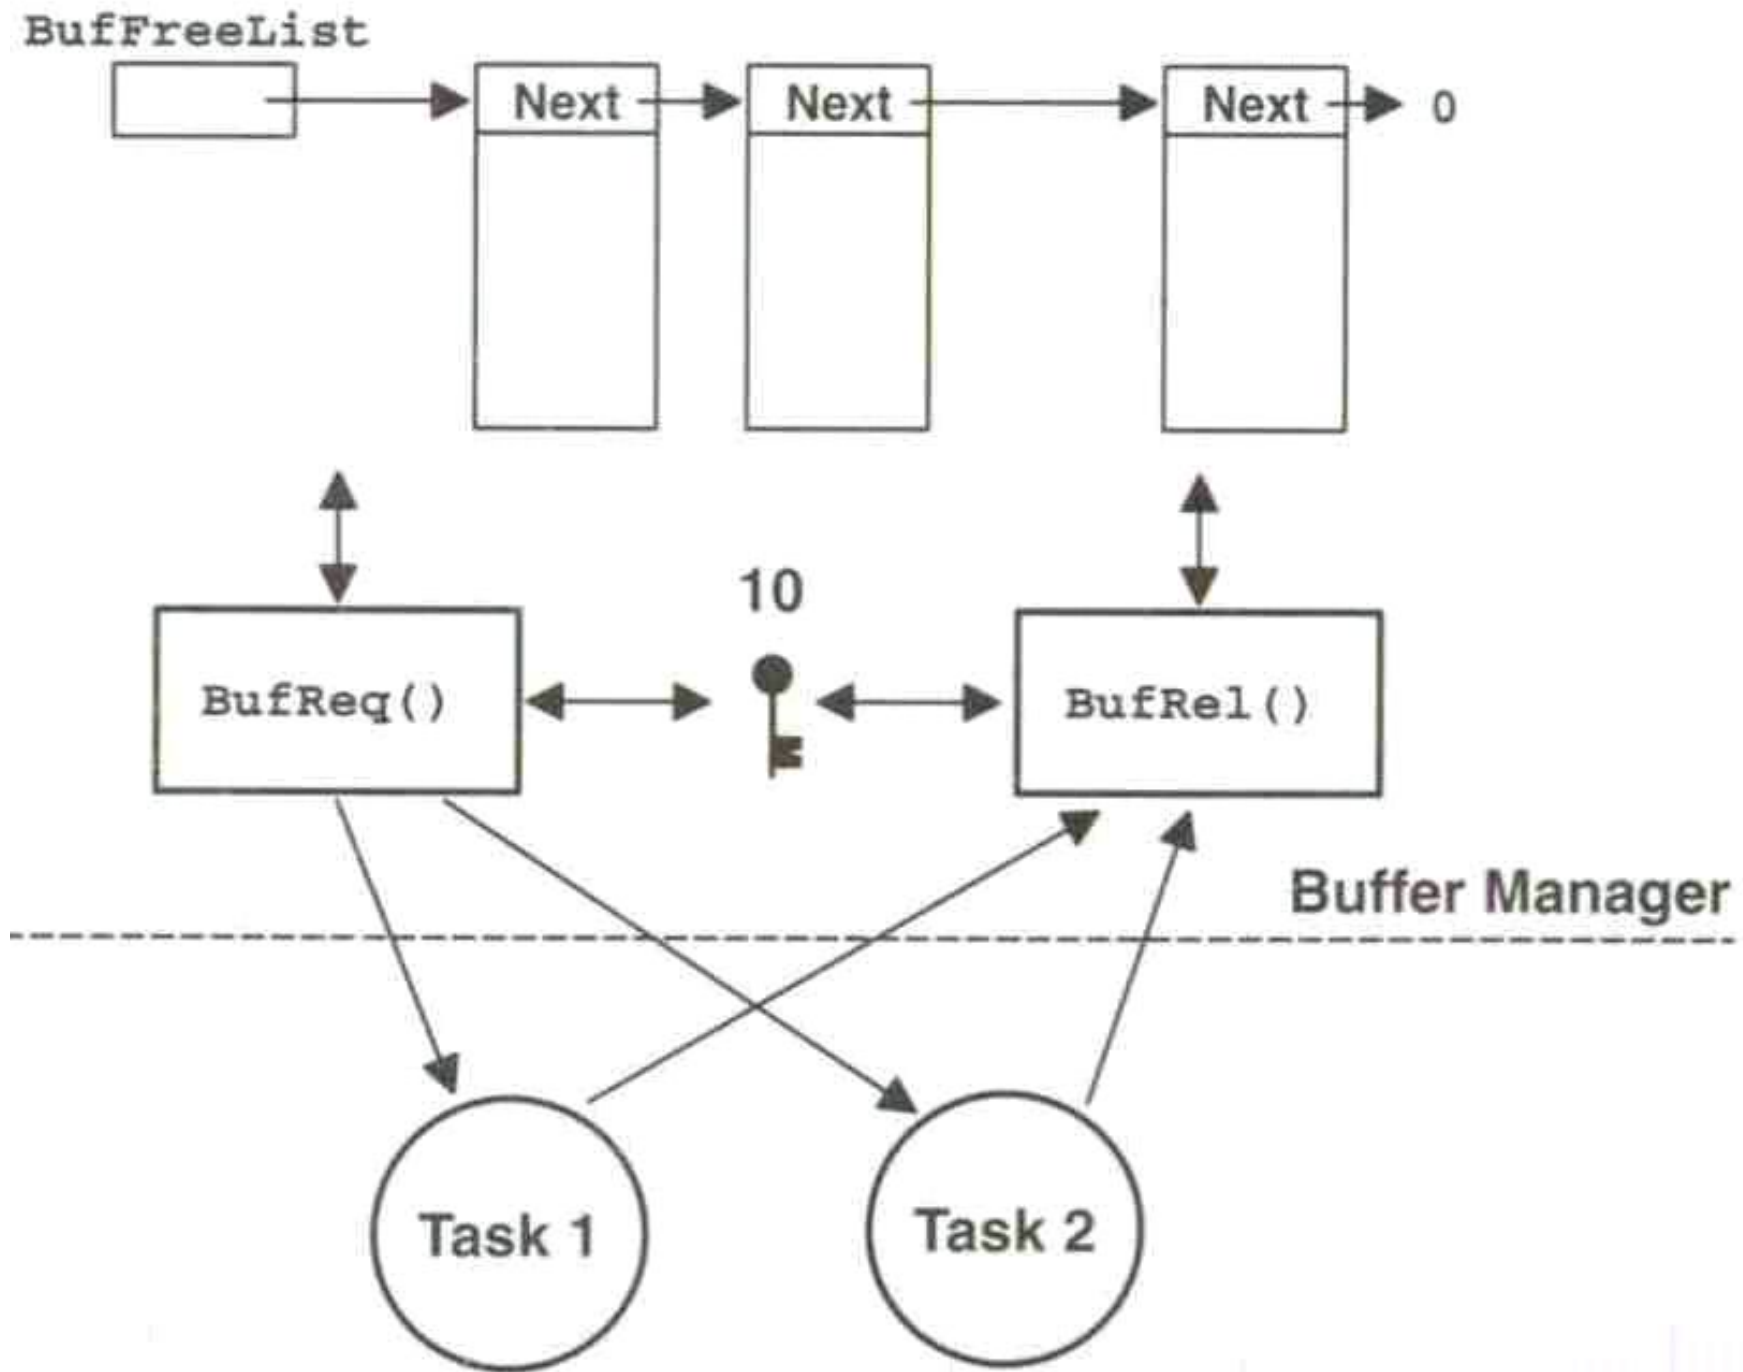 BufFreeList
Next
Next
Next
0
10
BufReq()
BufRel()
Buffer Manager
Task 1
Task 2